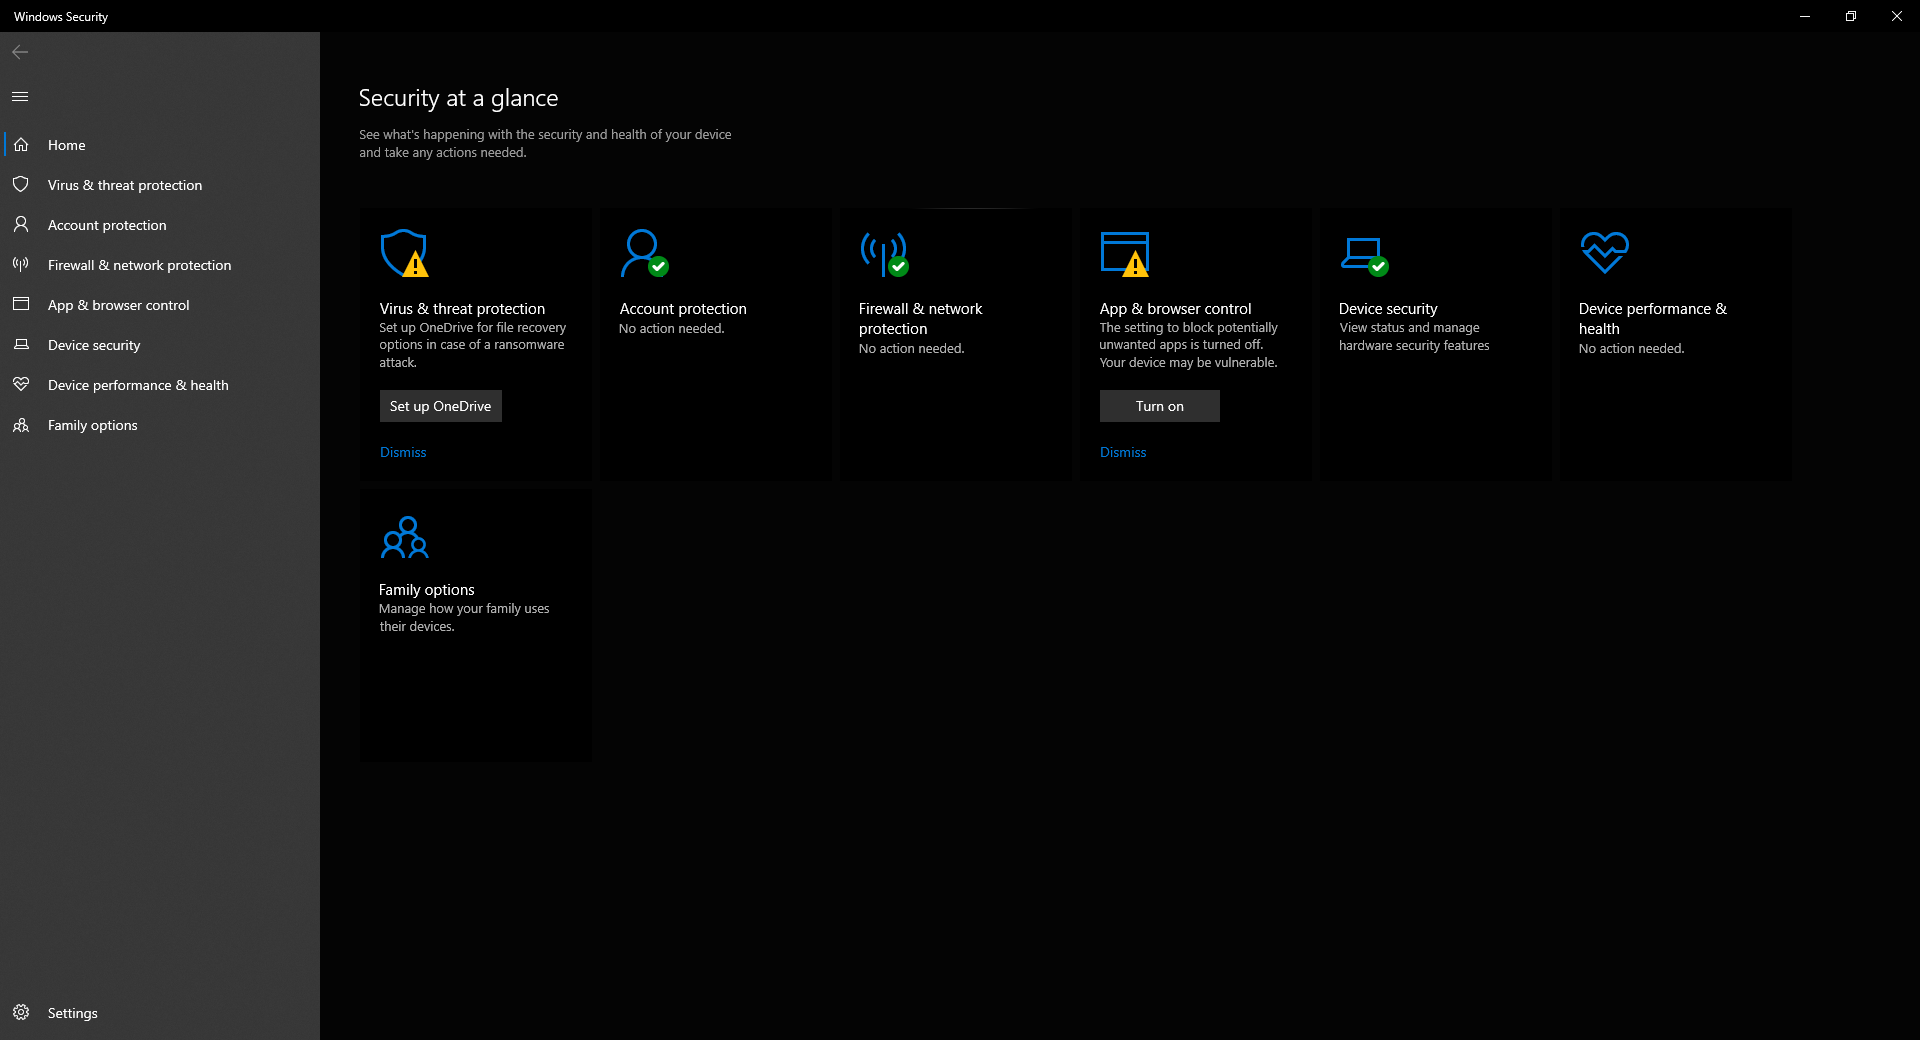 Windows Security
Home
Virus & threat protection
Account protection
Firewall & network protection
App & browser control
Device security
Device performance & health
Family options
Settings
Security at a glance
See what's happening with the security and health of your device
and take any actions needed.
Virus & threat protection
Set up OneDrive for file recovery
options in case of a ransomware
attack.
Set up OneDrive
Dismiss
Account protection
No action needed.
Firewall & network
protection
No action needed.
App & browser control
The setting to block potentially
unwanted apps is turned off.
Your device may be vulnerable.
Turn on
Dismiss
Device security
View status and manage
hardware security features
Device performance &
health
No action needed.
Family options
Manage how your family uses
their devices.